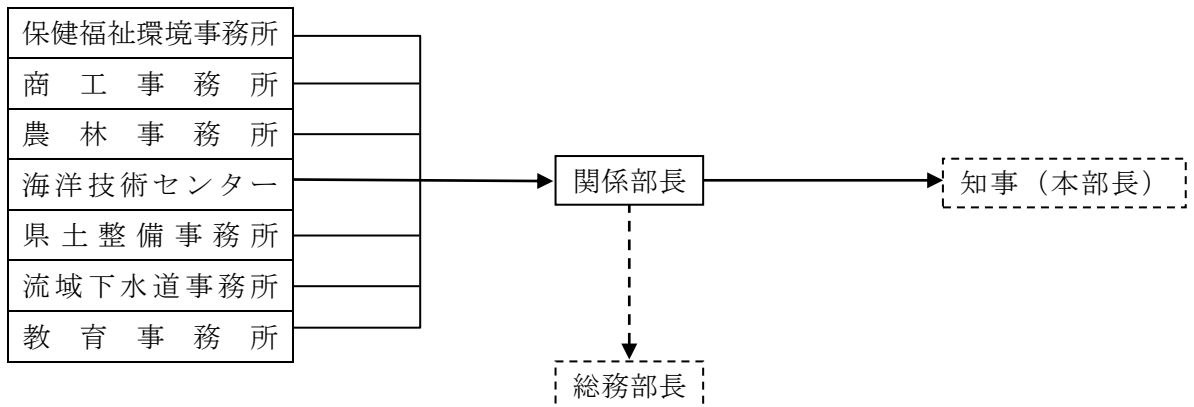 保健福祉環境事務所
商工事務所
農林事務所
海洋技術センター
県土整備事務所
流域下水道事務所
教育事務所
関係部長
知事（本部長）
総務部長